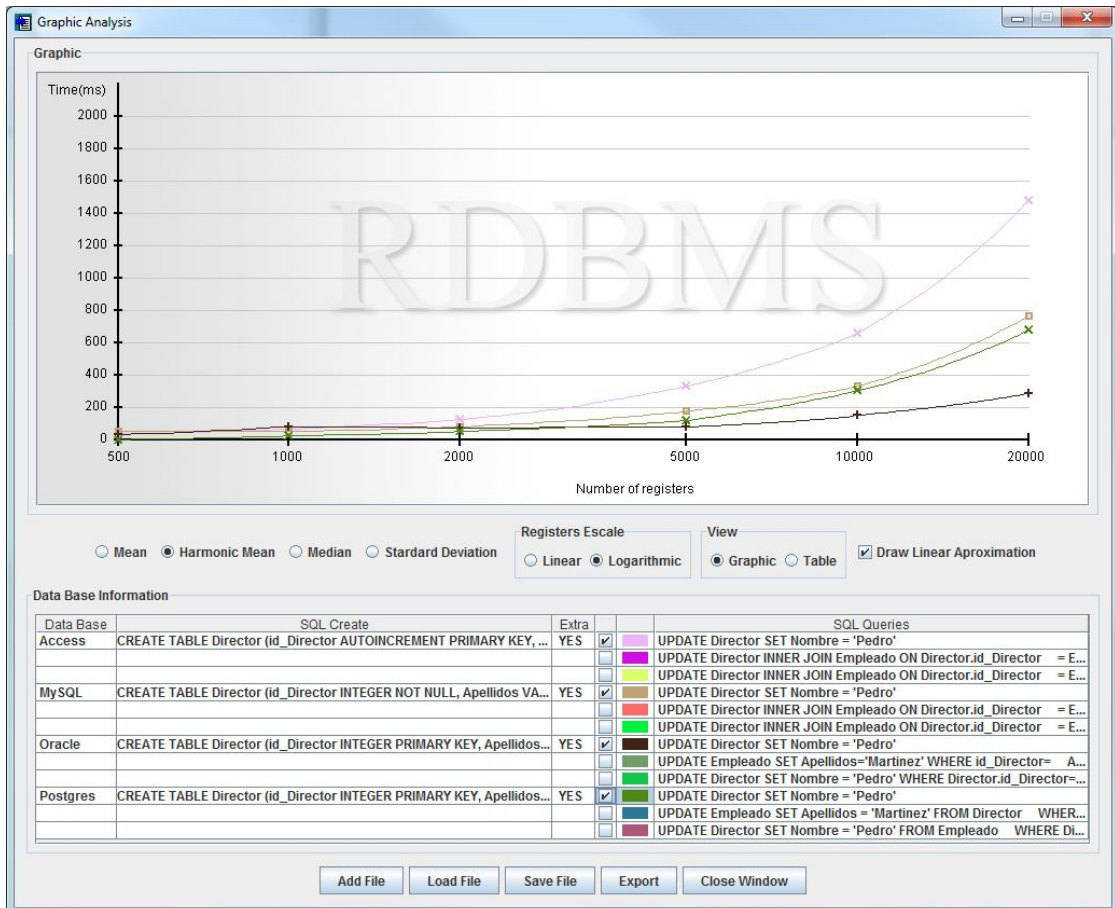 Graphic Analysis
Graphic
Time(ms)
2000
1800
1600
1400
1200
1000
800
600
400
200
0
500 1000 2000 5000 10000 20000
Number of registers
RDBMS
Mean Harmonic Mean Median Stardard Deviation
Registers Escale
Linear Logarithmic
View
Graphic Table
Draw Linear Aproximation
Data Base Information
Data Base SQL Create Extra SQL Queries
Access CREATE TABLE Director (id_Director AUTOINCREMENT PRIMARY KEY, ... YES UPDATE Director SET Nombre = 'Pedro'
UPDATE Director INNER JOIN Empleado ON Director.id_Director = E...
UPDATE Director INNER JOIN Empleado ON Director.id_Director = E...
MySQL CREATE TABLE Director (id_Director INTEGER NOT NULL, Apellidos VA... YES UPDATE Director SET Nombre = 'Pedro'
UPDATE Director INNER JOIN Empleado ON Director.id_Director = E...
UPDATE Director INNER JOIN Empleado ON Director.id_Director = E...
Oracle CREATE TABLE Director (id_Director INTEGER PRIMARY KEY, Apellidos... YES UPDATE Director SET Nombre = 'Pedro'
UPDATE Empleado SET Apellidos='Martinez' WHERE id_Director= A...
UPDATE Director SET Nombre = 'Pedro' WHERE Director.id_Director=...
Postgres CREATE TABLE Director (id_Director INTEGER PRIMARY KEY, Apellidos... YES UPDATE Director SET Nombre = 'Pedro'
UPDATE Empleado SET Apellidos = 'Martinez' FROM Director WHER...
UPDATE Director SET Nombre = 'Pedro' FROM Empleado WHERE Di...
Add File Load File Save File Export Close Window